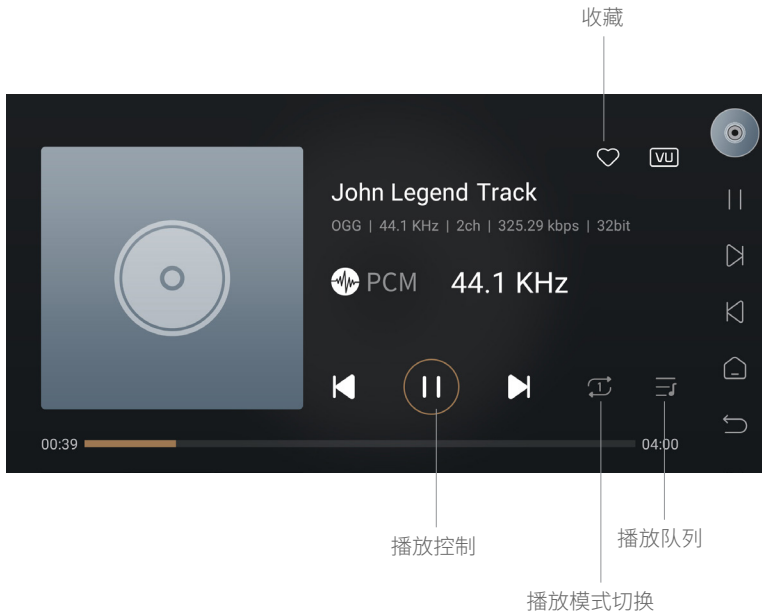 收藏
VU
John Legend Track
OGG | 44.1 KHz | 2ch | 325.29 kbps | 32bit
PCM 44.1 KHz
1
00:39 04:00
播放控制
播放队列
播放模式切换